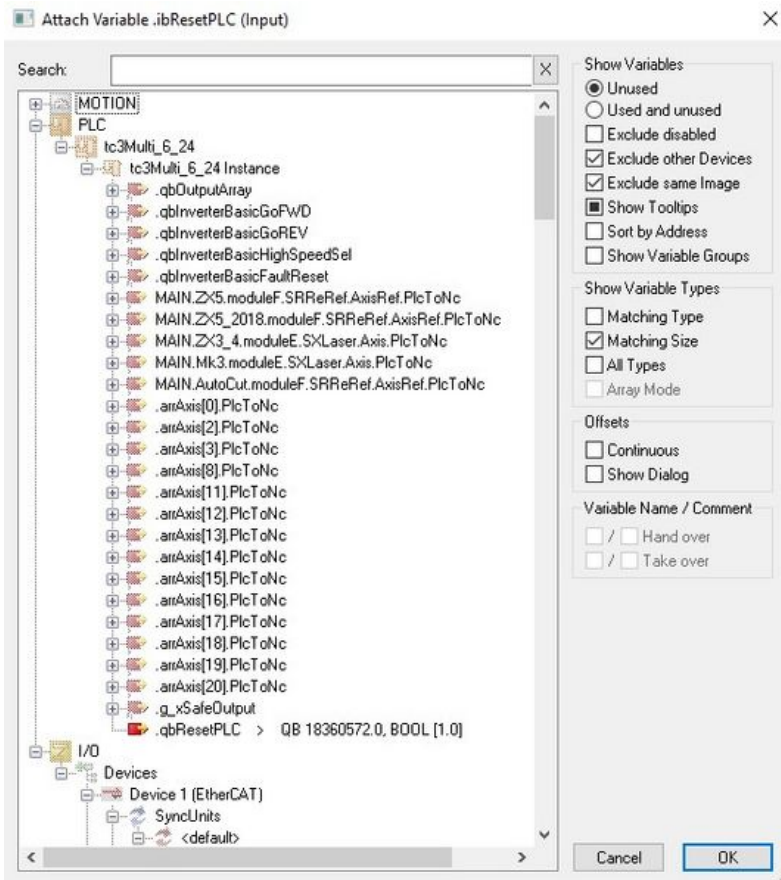 Attach Variable .ibResetPLC (Input)
Search:
MOTION
PLC
tc3Multi_6_24
tc3Multi_6_24 Instance
.qbOutputArray
.qbInverterBasicGoFWD
.qbInverterBasicGoREV
.qbInverterBasicHighSpeedSel
.qbInverterBasicFaultReset
MAIN.ZX5.moduleF.SRReRef.AxisRef.PlcToNc
MAIN.ZX5_2018.moduleF.SRReRef.AxisRef.PlcToNc
MAIN.ZX3_4.moduleE.SXLaser.Axis.PlcToNc
MAIN.Mk3.moduleE.SXLaser.Axis.PlcToNc
MAIN.AutoCut.moduleF.SRReRef.AxisRef.PlcToNc
.arrAxis[0].PlcToNc
.arrAxis[2].PlcToNc
.arrAxis[3].PlcToNc
.arrAxis[8].PlcToNc
.arrAxis[11].PlcToNc
.arrAxis[12].PlcToNc
.arrAxis[13].PlcToNc
.arrAxis[14].PlcToNc
.arrAxis[15].PlcToNc
.arrAxis[16].PlcToNc
.arrAxis[17].PlcToNc
.arrAxis[18].PlcToNc
.arrAxis[19].PlcToNc
.arrAxis[20].PlcToNc
.g_xSafeOutput
.qbResetPLC > QB 18360572.0, BOOL [1.0]
I/O
Devices
Device 1 (EtherCAT)
SyncUnits
<default>
Show Variables
Unused
Used and unused
Exclude disabled
Exclude other Devices
Exclude same Image
Show Tooltips
Sort by Address
Show Variable Groups
Show Variable Types
Matching Type
Matching Size
All Types
Array Mode
Offsets
Continuous
Show Dialog
Variable Name / Comment
/ Hand over
/ Take over
Cancel
OK